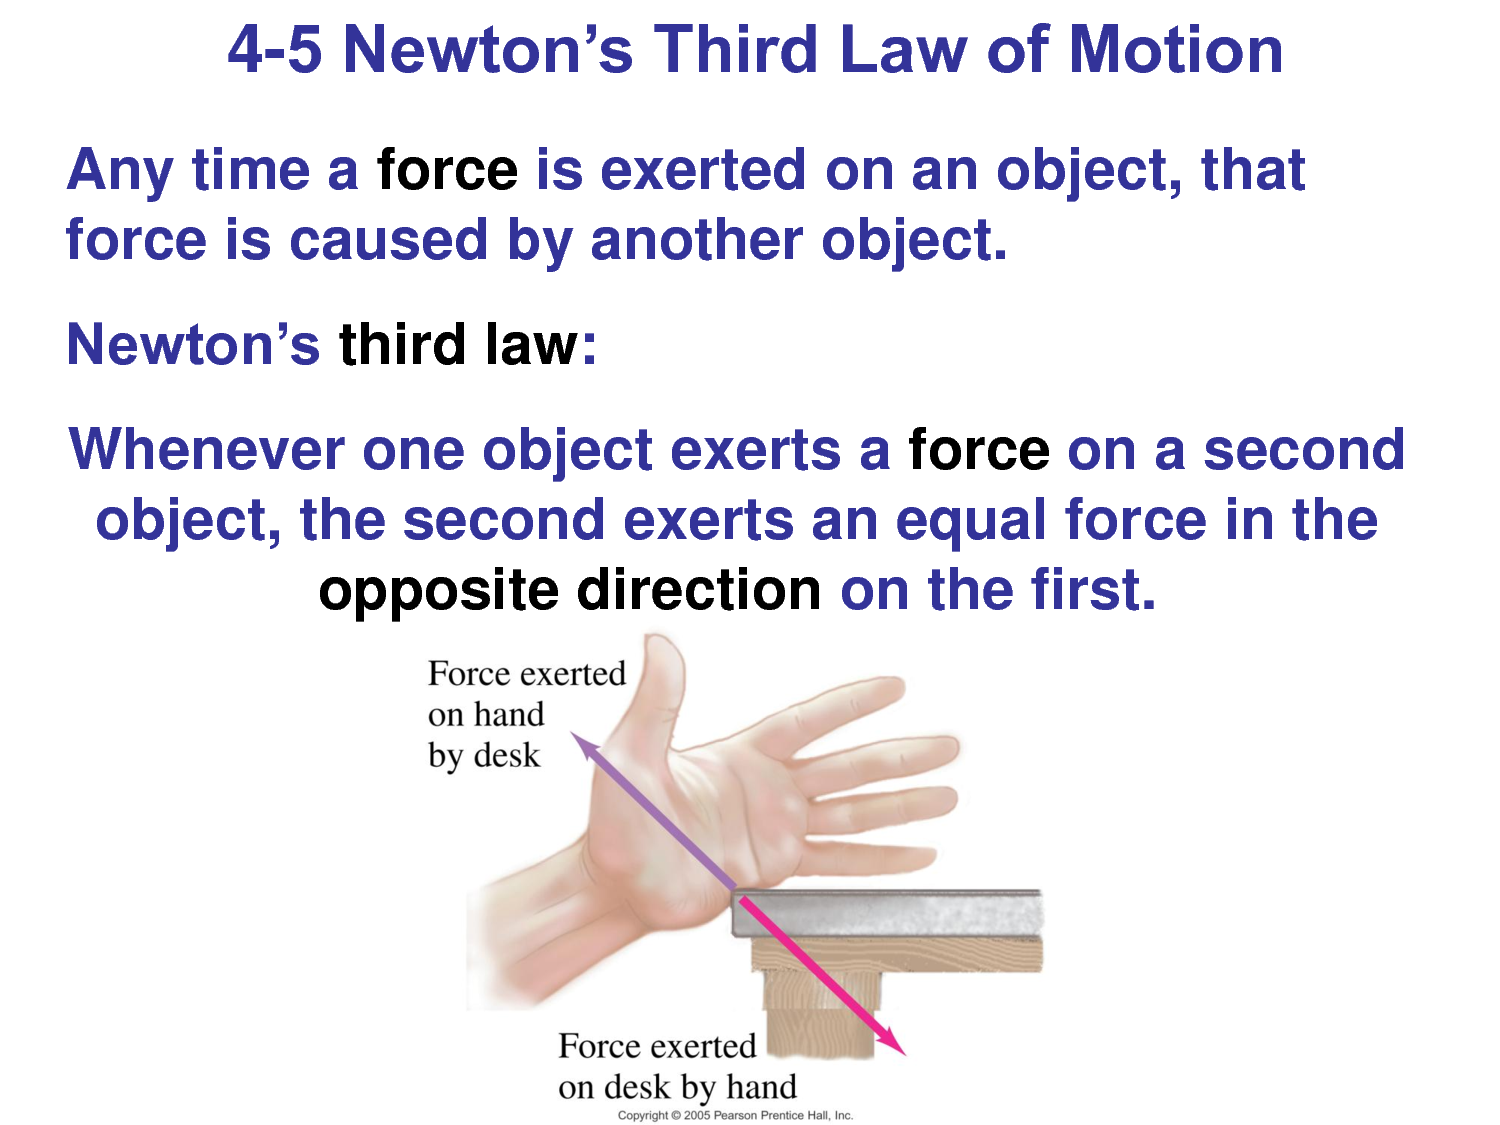 4-5 Newton’s Third Law of Motion
Any time a force is exerted on an object, that
force is caused by another object.
Newton’s third law:
Whenever one object exerts a force on a second
object, the second exerts an equal force in the
opposite direction on the first.
Force exerted
on hand
by desk
Force exerted
on desk by hand
Copyright © 2005 Pearson Prentice Hall, Inc.